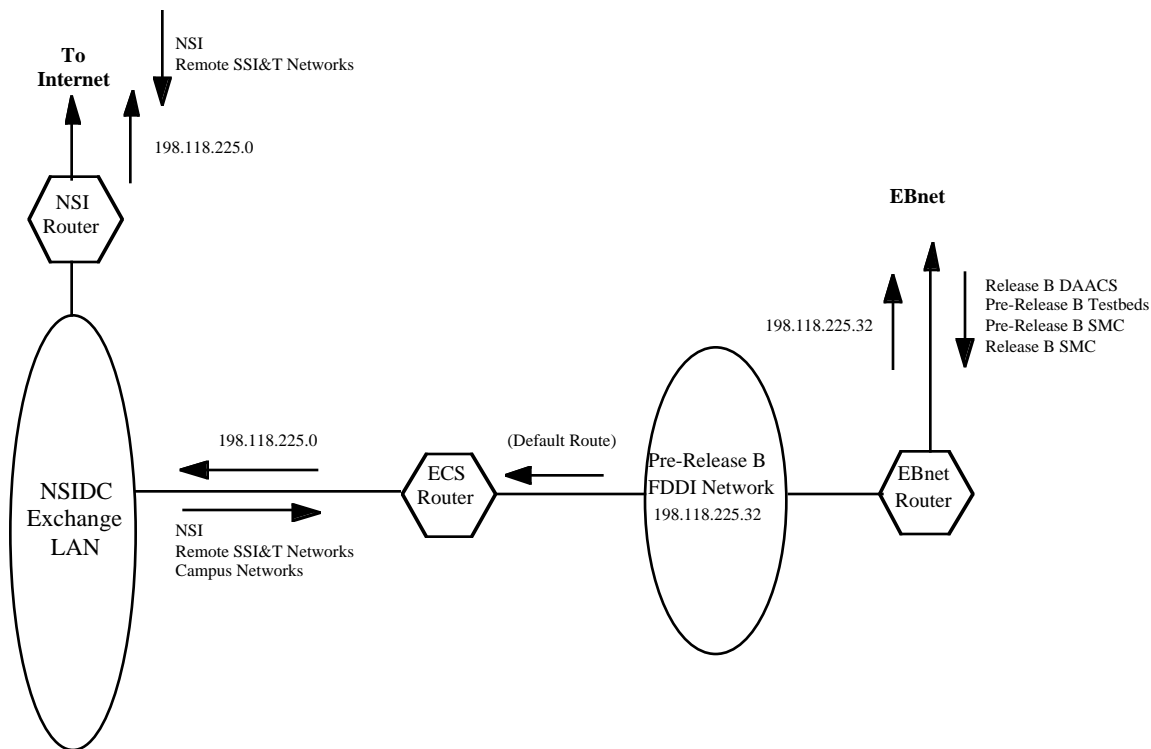 To
Internet
NSI
Remote SSI&T Networks
198.118.225.0
NSI
Router
EBnet
Release B DAACS
Pre-Release B Testbeds
Pre-Release B SMC
Release B SMC
198.118.225.32
198.118.225.0
(Default Route)
NSIDC
Exchange
LAN
ECS
Router
Pre-Release B
FDDI Network
198.118.225.32
EBnet
Router
NSI
Remote SSI&T Networks
Campus Networks